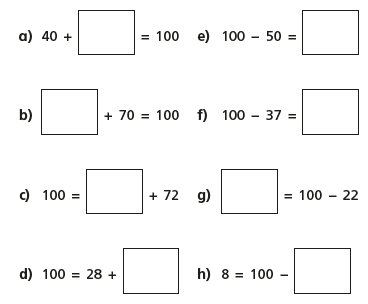 a) 40 + = 100
b) + 70 = 100
c) 100 = + 72
d) 100 = 28 +
e) 100 − 50 =
f) 100 − 37 =
g) = 100 − 22
h) 8 = 100 −